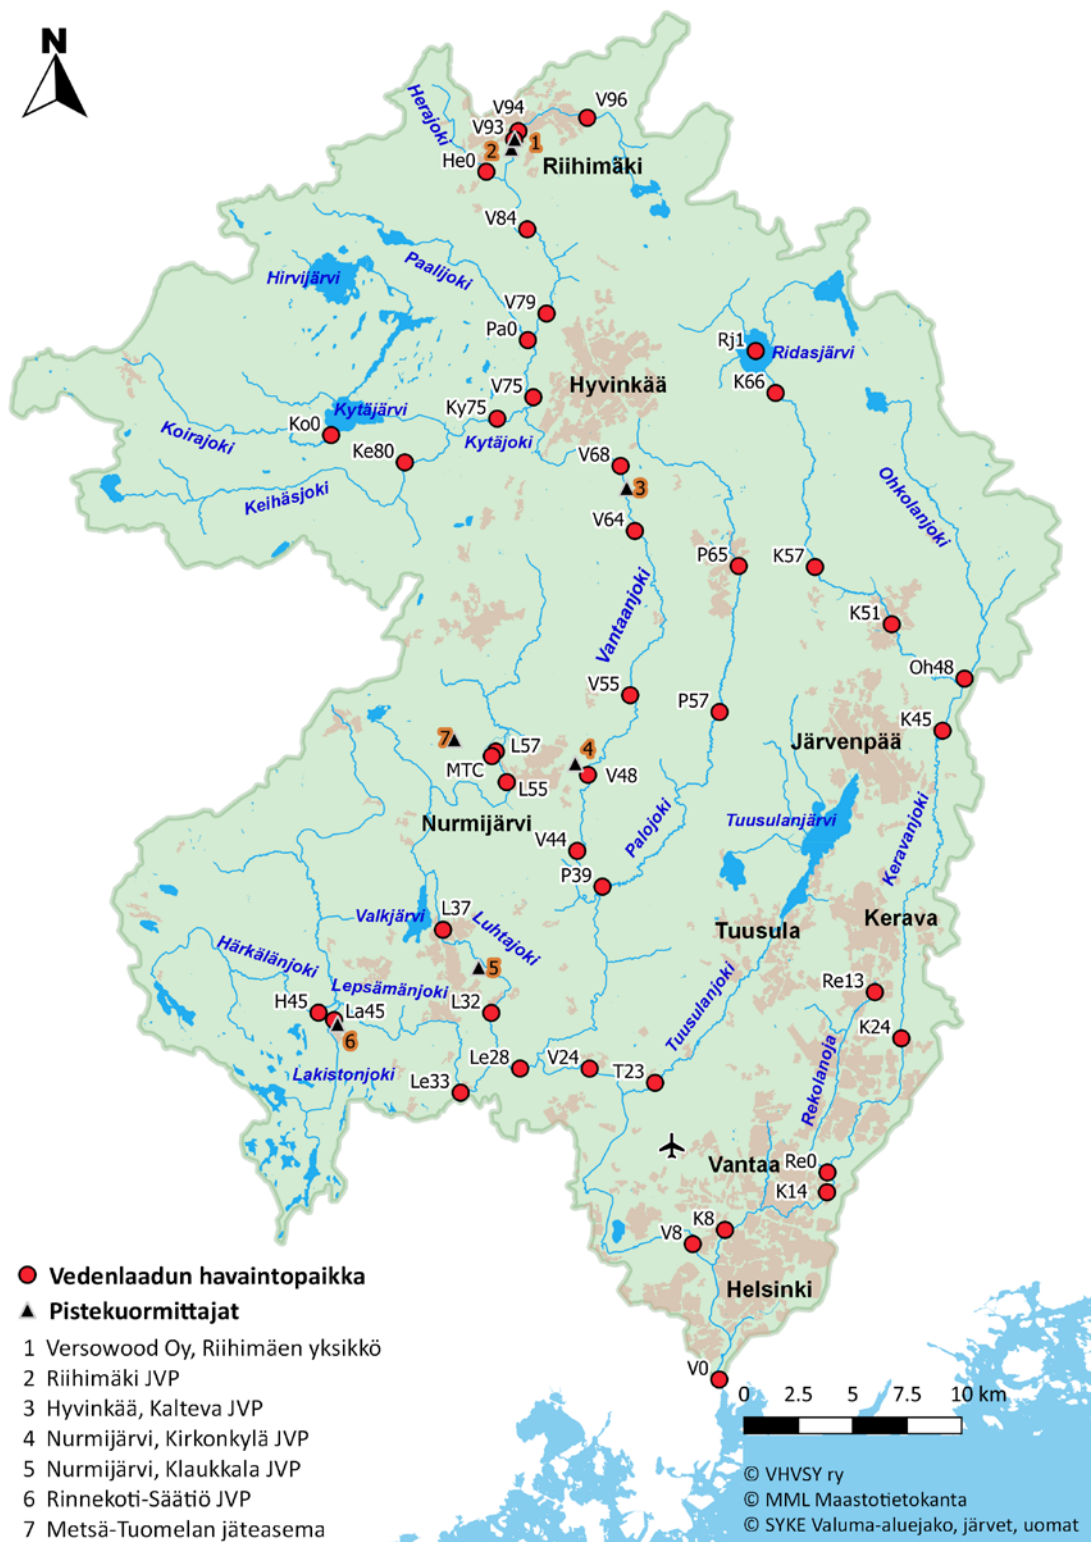 N
Herajoki
V94
V96
V93
1
2
He0
Riihimäki
V84
Paalijoki
Hirvijärvi
V79
Pa0
Rj1
Ridasjärvi
Hyvinkää
K66
V75
Kytäjärvi
Ky75
Ko0
Koirajoki
Kytäjoki
Ke80
V68
Keihäsjoki
3
Ohkolanjoki
V64
P65
K57
Vantaanjoki
K51
Oh48
V55
P57
K45
7
L57
4
Järvenpää
MTC
V48
L55
Nurmijärvi
Tuusulanjärvi
Palojoki
Keravanjoki
V44
P39
Valkjärvi
L37
Luhtajoki
Tuusula
Kerava
Härkälänjoki
5
Lepsämänjoki
Re13
H45
La45
L32
Tuusulanjoki
6
K24
Lakistonjoki
Le28
V24
T23
Le33
Rekolanoja
Vantaa
Re0
K14
K8
V8
Helsinki
Vedenlaadun havaintopaikka
Pistekuormittajat
1 Versowood Oy, Riihimäen yksikkö
2 Riihimäki JVP
3 Hyvinkää, Kalteva JVP
4 Nurmijärvi, Kirkonkylä JVP
5 Nurmijärvi, Klaukkala JVP
6 Rinnekoti-Säätiö JVP
7 Metsä-Tuomelan jäteasema
V0
0 2.5 5 7.5 10 km
© VHVSY ry
© MML Maastotietokanta
© SYKE Valuma-aluejako, järvet, uomat